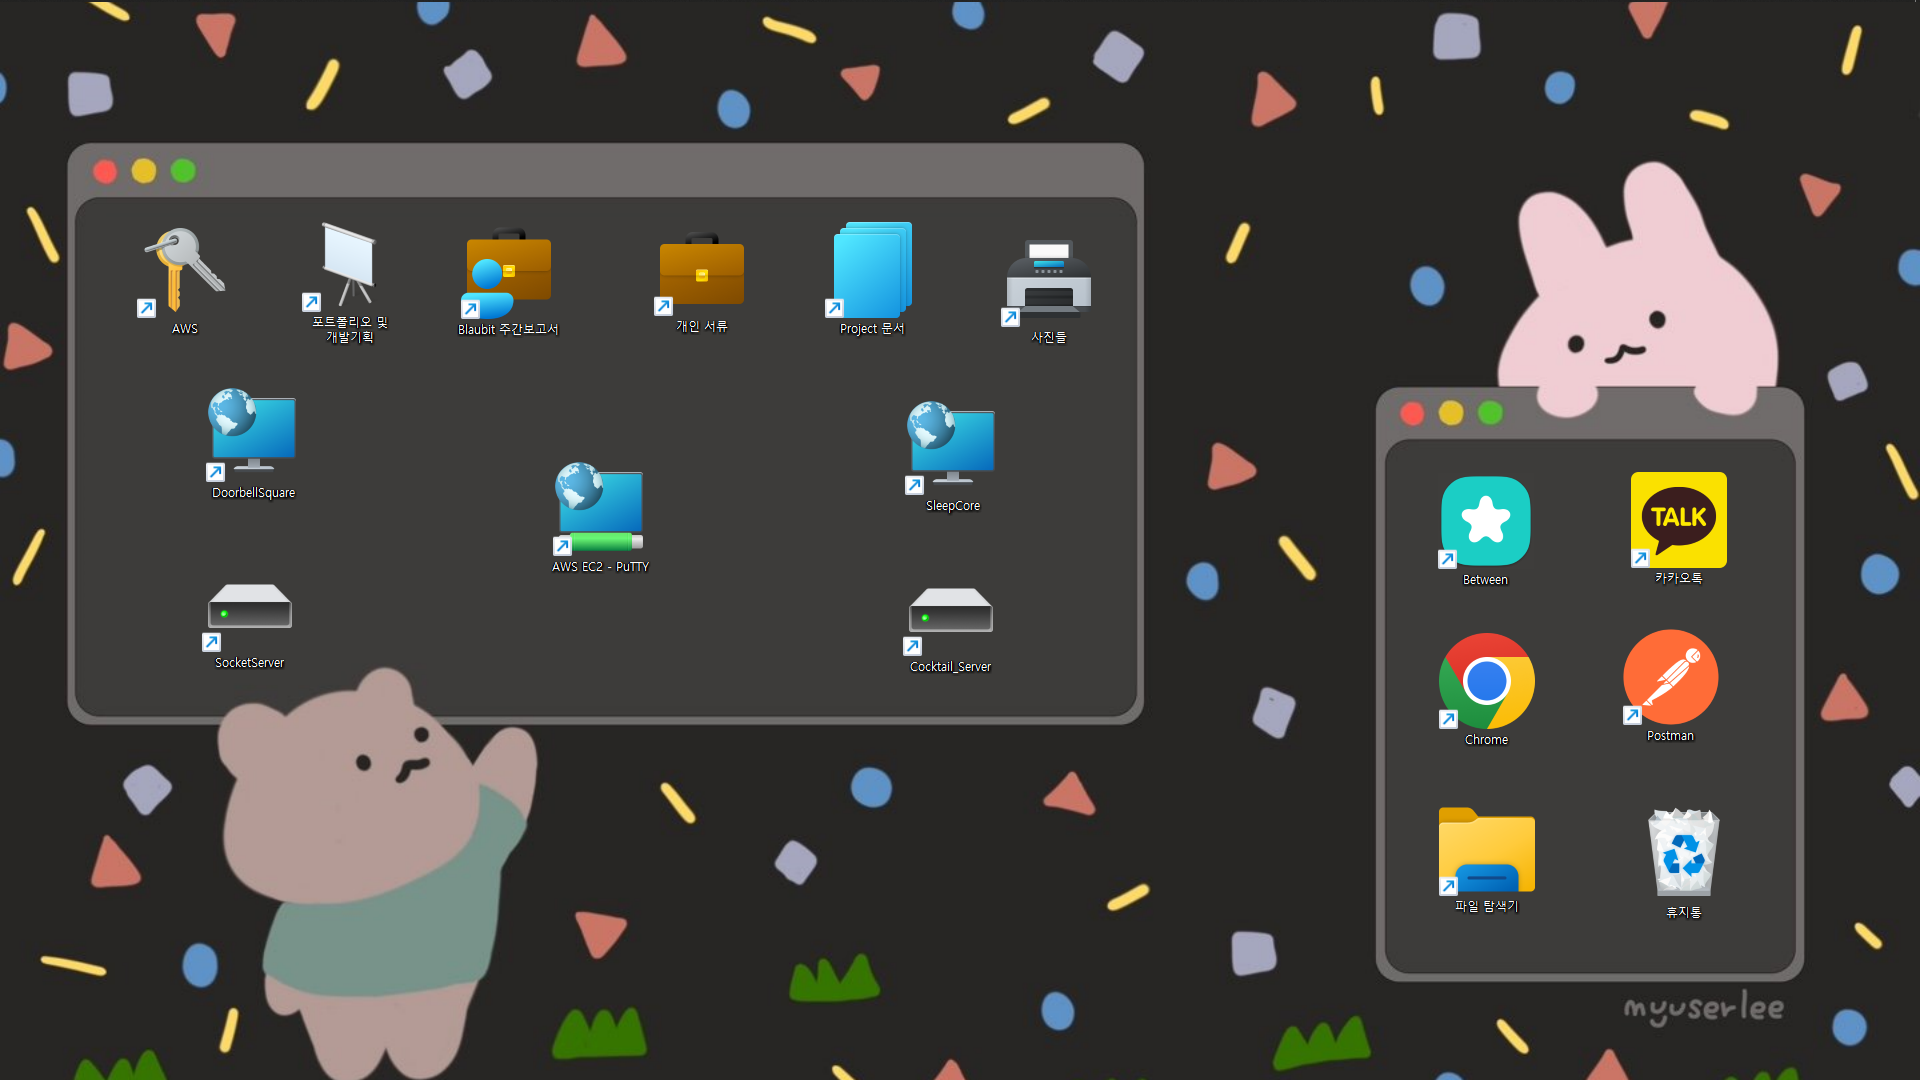 AWS
포트폴리오 및
개발기획
Blaubit 주간보고서
개인 서류
Project 문서
사진들
DoorbellSquare
AWS EC2 - PuTTY
SleepCore
SocketServer
Cocktail_Server
Between
TALK
카카오톡
Chrome
Postman
파일 탐색기
휴지통
myuserlee